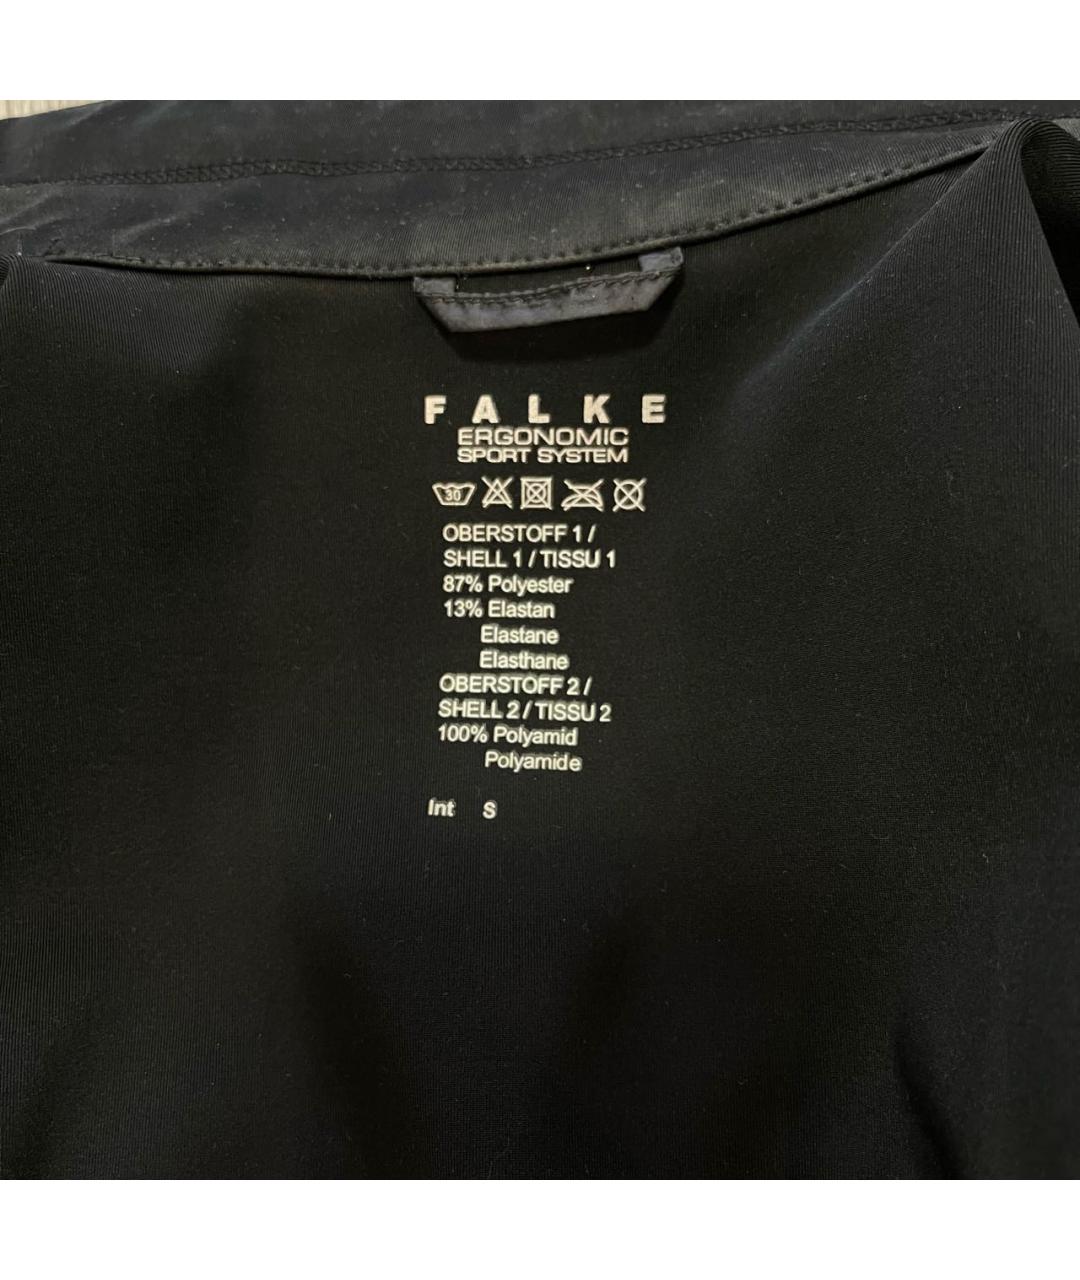 FALKE
ERGONOMIC
SPORT SYSTEM
30
OBERSTOFF 1 /
SHELL 1 / TISSU 1
87% Polyester
13% Elastan
Elastane
Elasthane
OBERSTOFF 2 /
SHELL 2 / TISSU 2
100% Polyamid
Polyamide
Int S